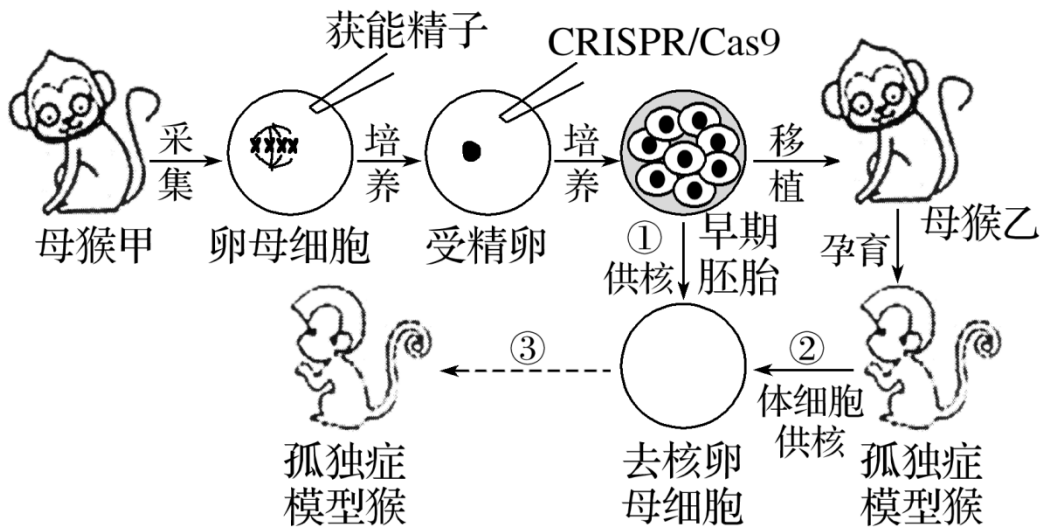 获能精子
CRISPR/Cas9
采集
培养
培养
移植
母猴甲
卵母细胞
受精卵
早期胚胎
母猴乙
①
供核
孕育
③
②
体细胞
供核
孤独症
模型猴
去核卵
母细胞
孤独症
模型猴